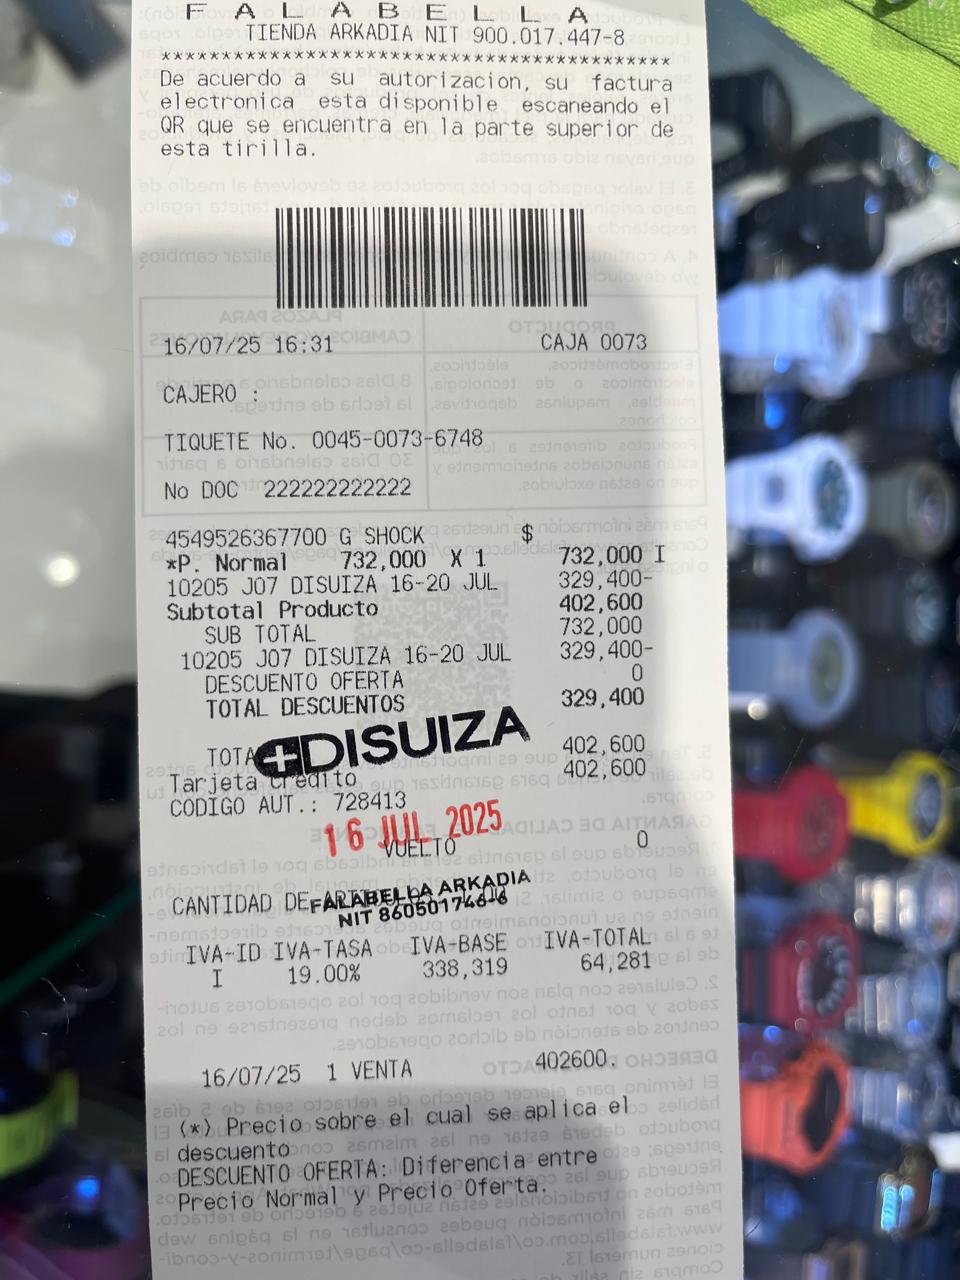 F A L A B E L L A
TIENDA ARKADIA NIT 900.017.447-8
*******************************************
De acuerdo a su autorizacion, su factura
electronica esta disponible escaneando el
QR que se encuentra en la parte superior de
esta tirilla.
16/07/25 16:31 CAJA 0073
CAJERO :
TIQUETE No. 0045-0073-6748
No DOC 222222222222
4549526367700 G SHOCK $
*P. Normal 732,000 X 1 732,000 I
10205 J07 DISUIZA 16-20 JUL 329,400-
Subtotal Producto 402,600
SUB TOTAL 732,000
10205 J07 DISUIZA 16-20 JUL 329,400-
DESCUENTO OFERTA 0
TOTAL DESCUENTOS 329,400
DISUIZA
TOTA 402,600
Tarjeta Credito 402,600
CODIGO AUT.: 728413
16 JUL 2025
VUELTO 0
CANTIDAD DE
FALABELLA ARKADIA
NIT 860501746-6
IVA-ID IVA-TASA IVA-BASE IVA-TOTAL
I 19.00% 338,319 64,281
16/07/25 1 VENTA 402600.
(*) Precio sobre el cual se aplica el
descuento
DESCUENTO OFERTA: Diferencia entre
Precio Normal y Precio Oferta.